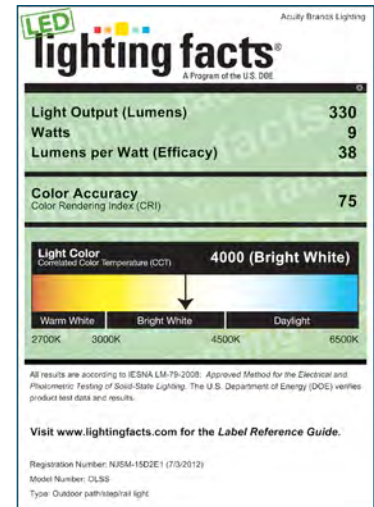 LED
Acuity Brands Lighting
lighting facts®
A Program of the U.S. DOE
Light Output (Lumens) 330
Watts 9
Lumens per Watt (Efficacy) 38
Color Accuracy 75
Color Rendering Index (CRI)
Light Color 4000 (Bright White)
Correlated Color Temperature (CCT)
Warm White Bright White Daylight
2700K 3000K 4500K 6500K
All results are according to IESNA LM-79-2008: Approved Method for the Electrical and
Photometric Testing of Solid-State Lighting. The U.S. Department of Energy (DOE) verifies
product test data and results.
Visit www.lightingfacts.com for the Label Reference Guide.
Registration Number: NJSM-15D2E1 (7/3/2012)
Model Number: OLSS
Type: Outdoor path/step/rail light